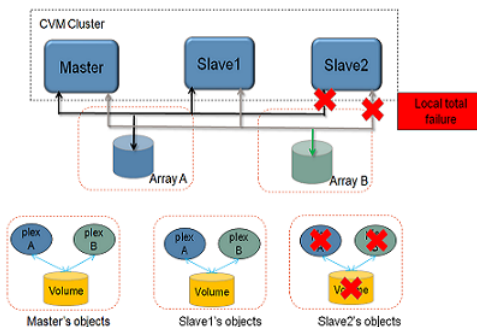 CVM Cluster
Master
Slave1
Slave2
Local total
failure
Array A
Array B
plex
A
plex
B
Volume
plex
A
plex
B
Volume
Volume
Master's objects
Slave1's objects
Slave2's objects